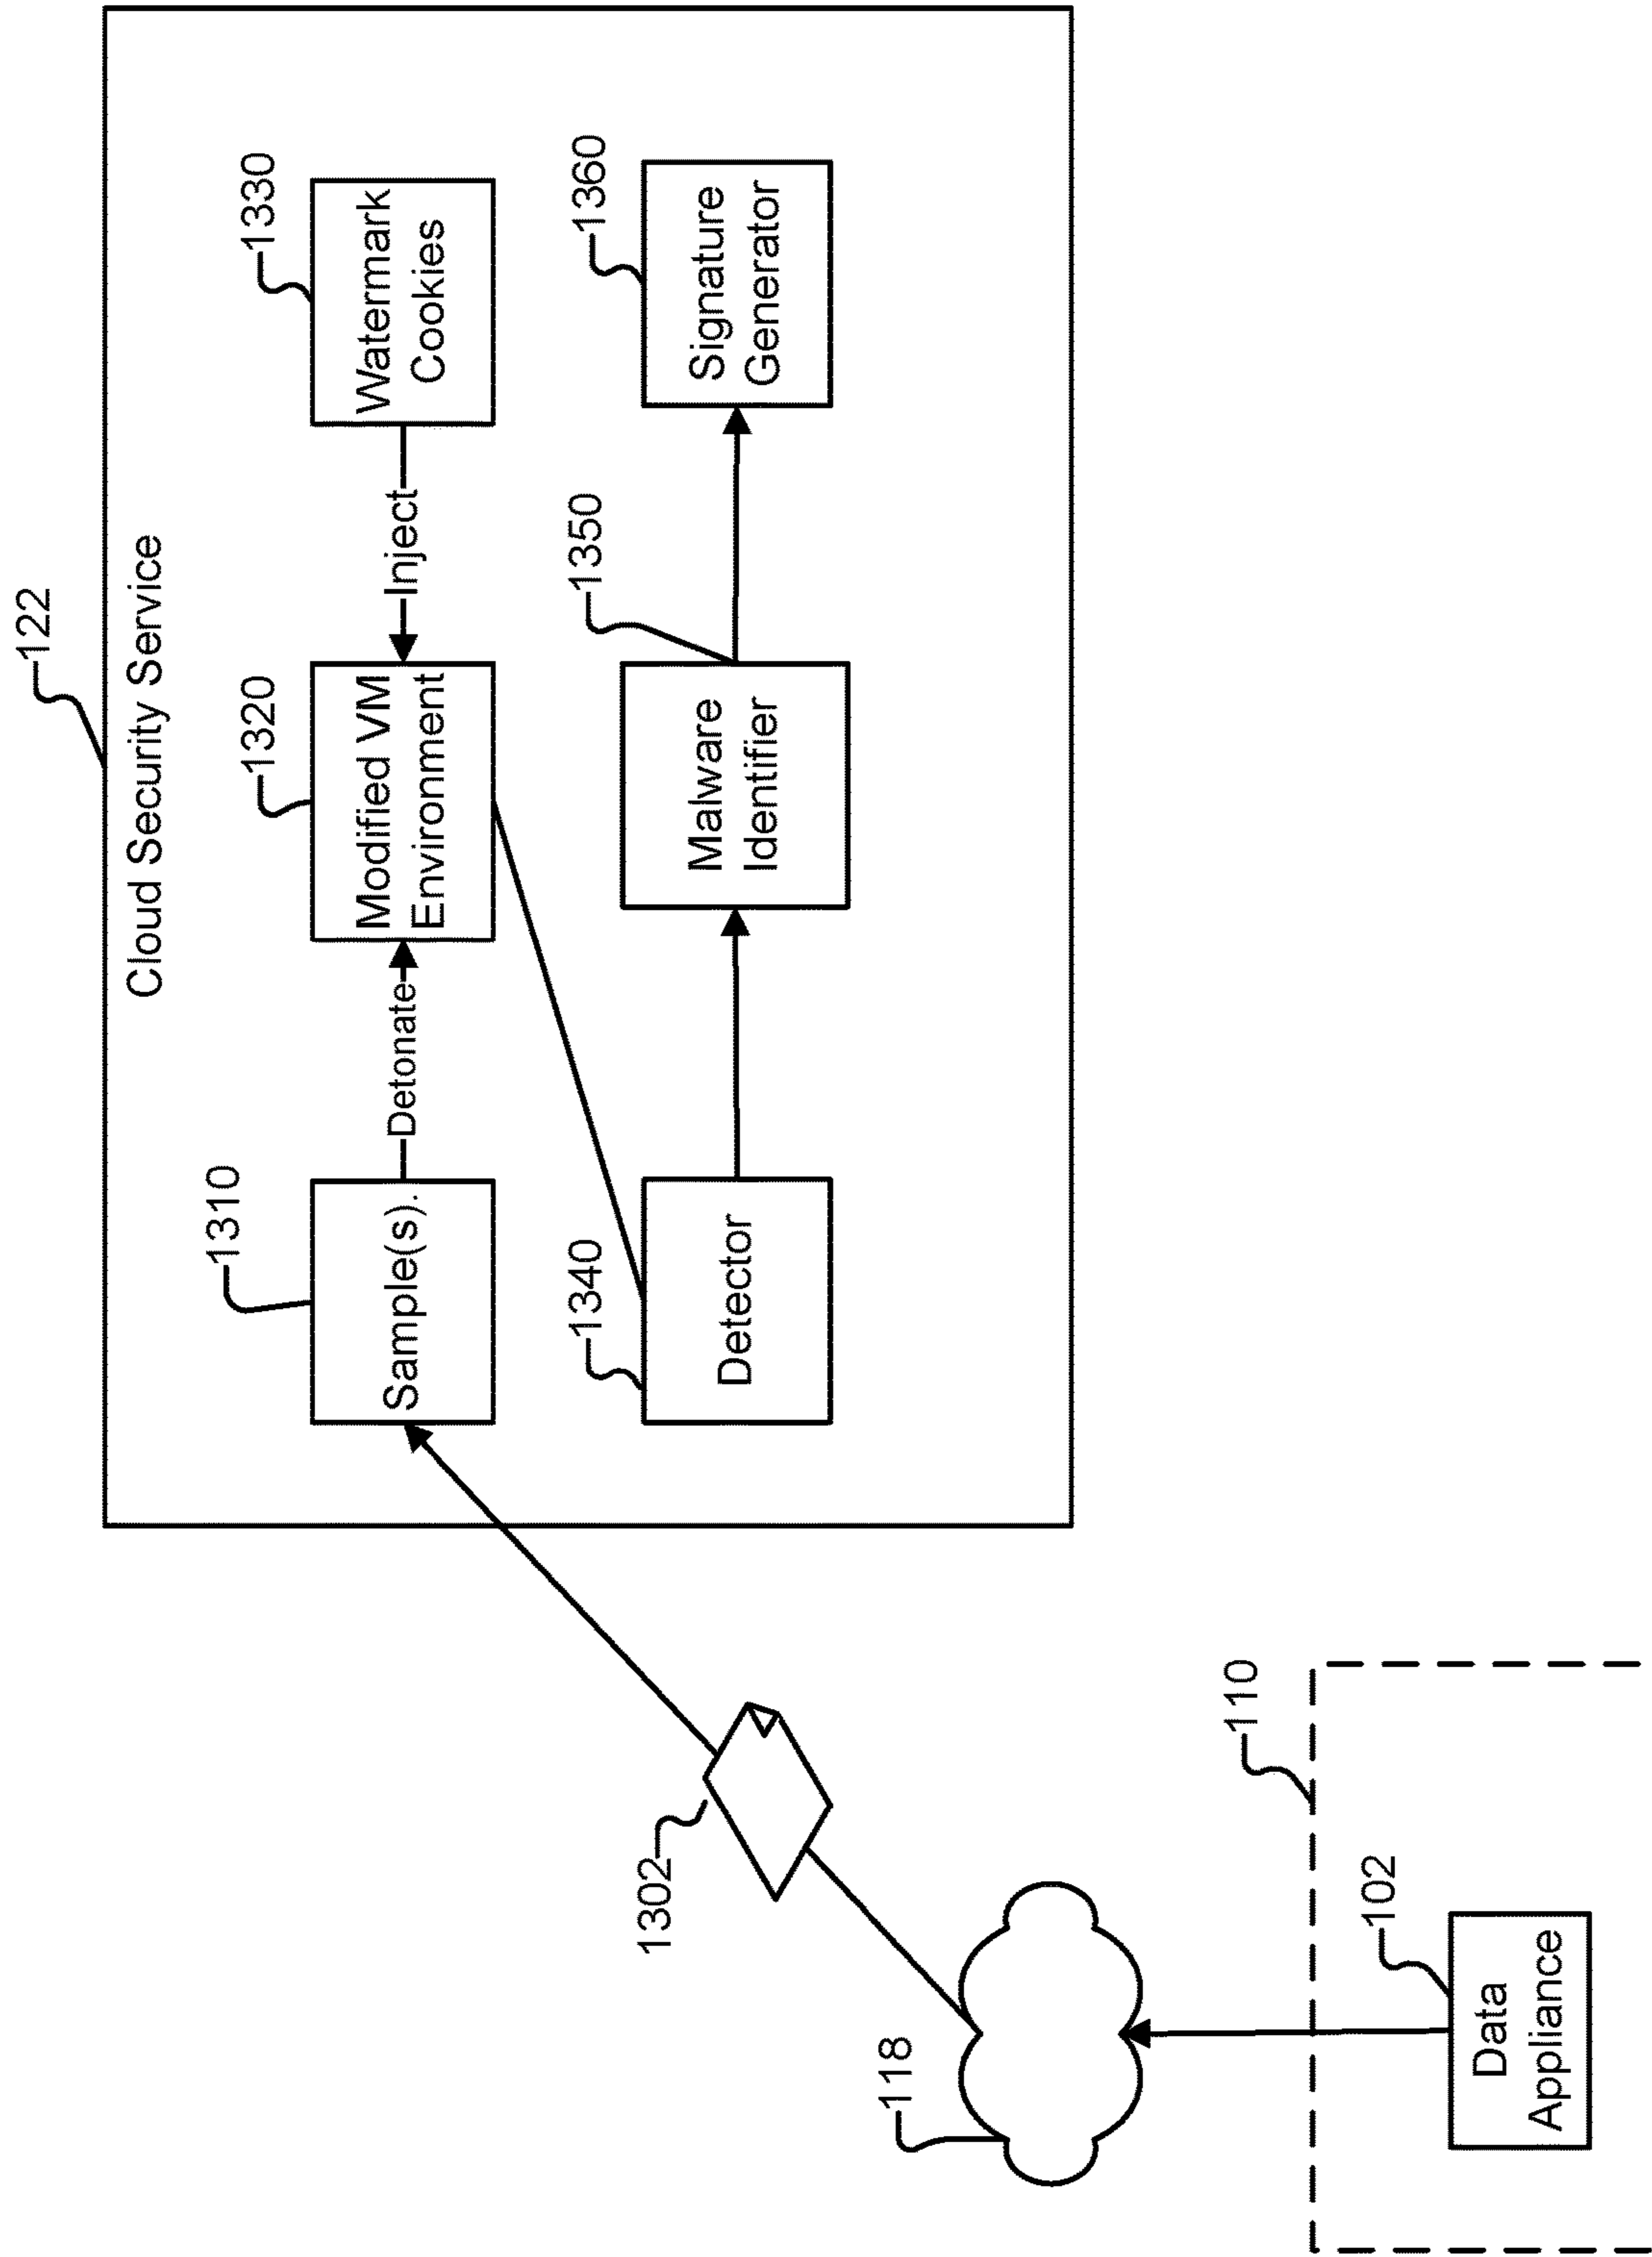 122
Cloud Security Service
1310
1320
1330
Sample(s).
Detonate
Modified VM
Environment
Inject
Watermark
Cookies
1340
1350
1360
Detector
Malware
Identifier
Signature
Generator
1302
118
110
102
Data
Appliance